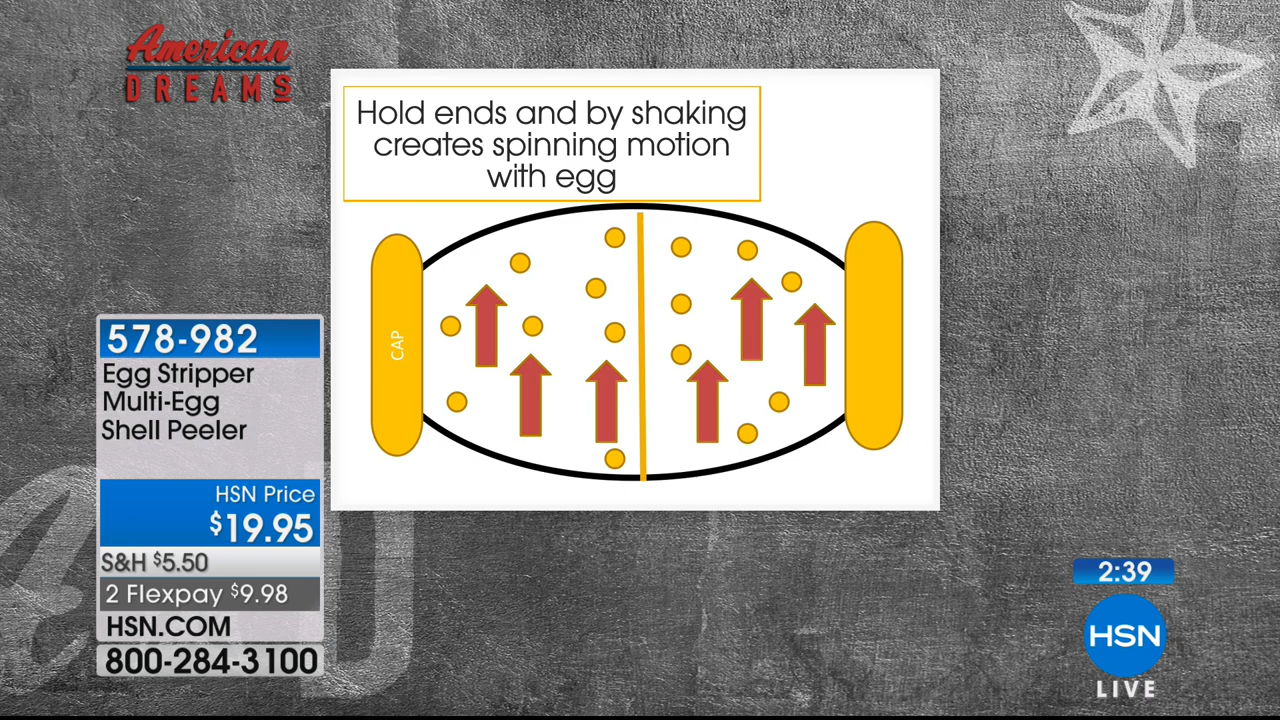 American
DREAMS
Hold ends and by shaking
creates spinning motion
with egg
CAP
578-982
Egg Stripper
Multi-Egg
Shell Peeler
HSN Price
$19.95
S&H $5.50
2 Flexpay $9.98
HSN.COM
800-284-3100
2:39
HSN
LIVE